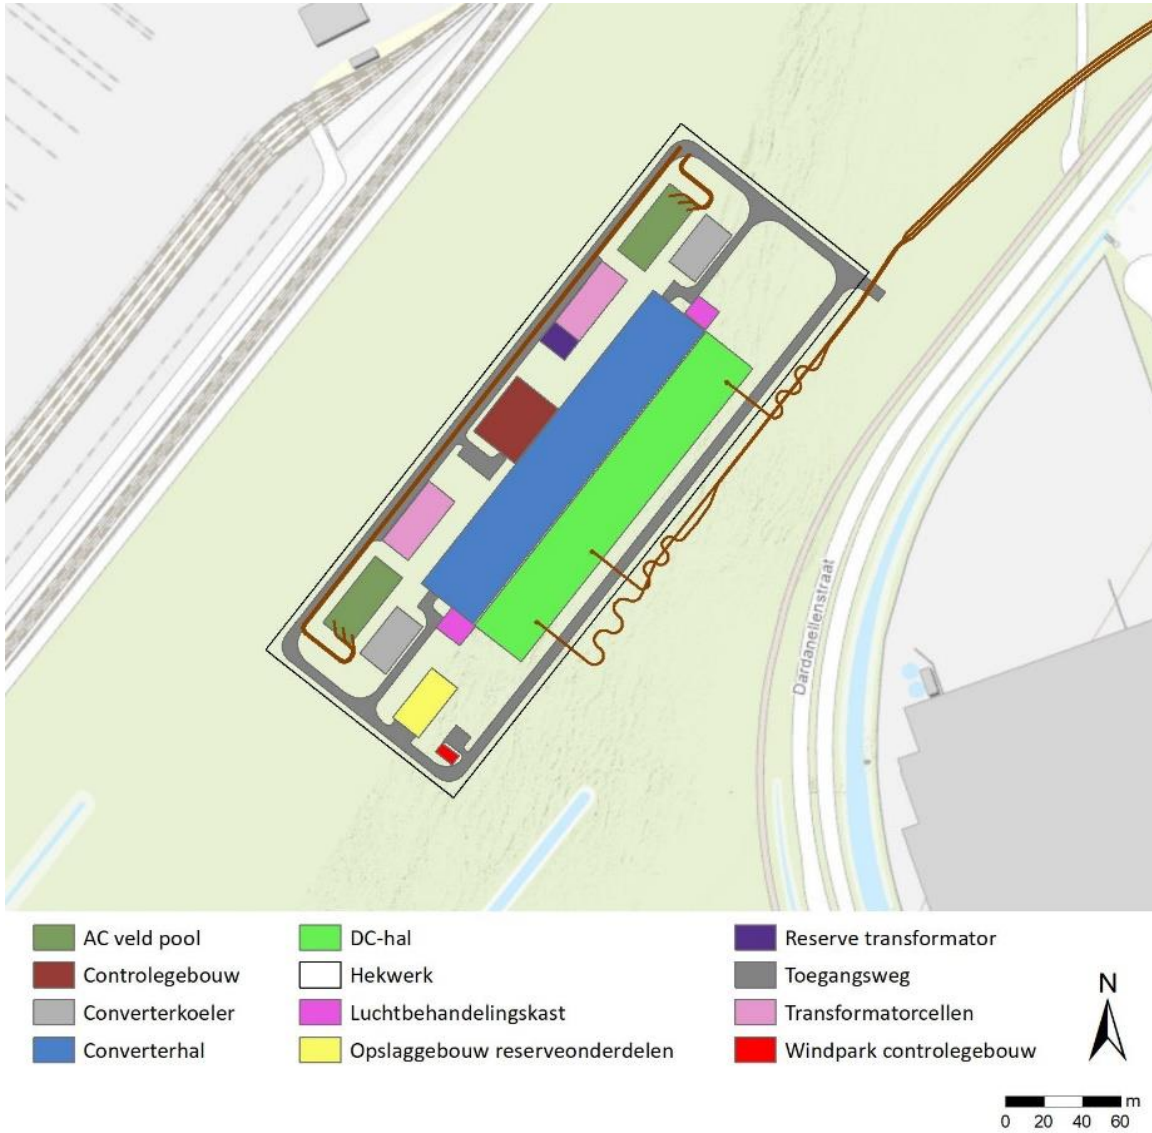 Dardanellenstraat
AC veld pool
Controlegebouw
Converterkoeler
Converterhal
DC-hal
Hekwerk
Luchtbehandelingskast
Opslaggebouw reserveonderdelen
Reserve transformator
Toegangsweg
Transformatorcellen
Windpark controlegebouw
N
m
0 20 40 60